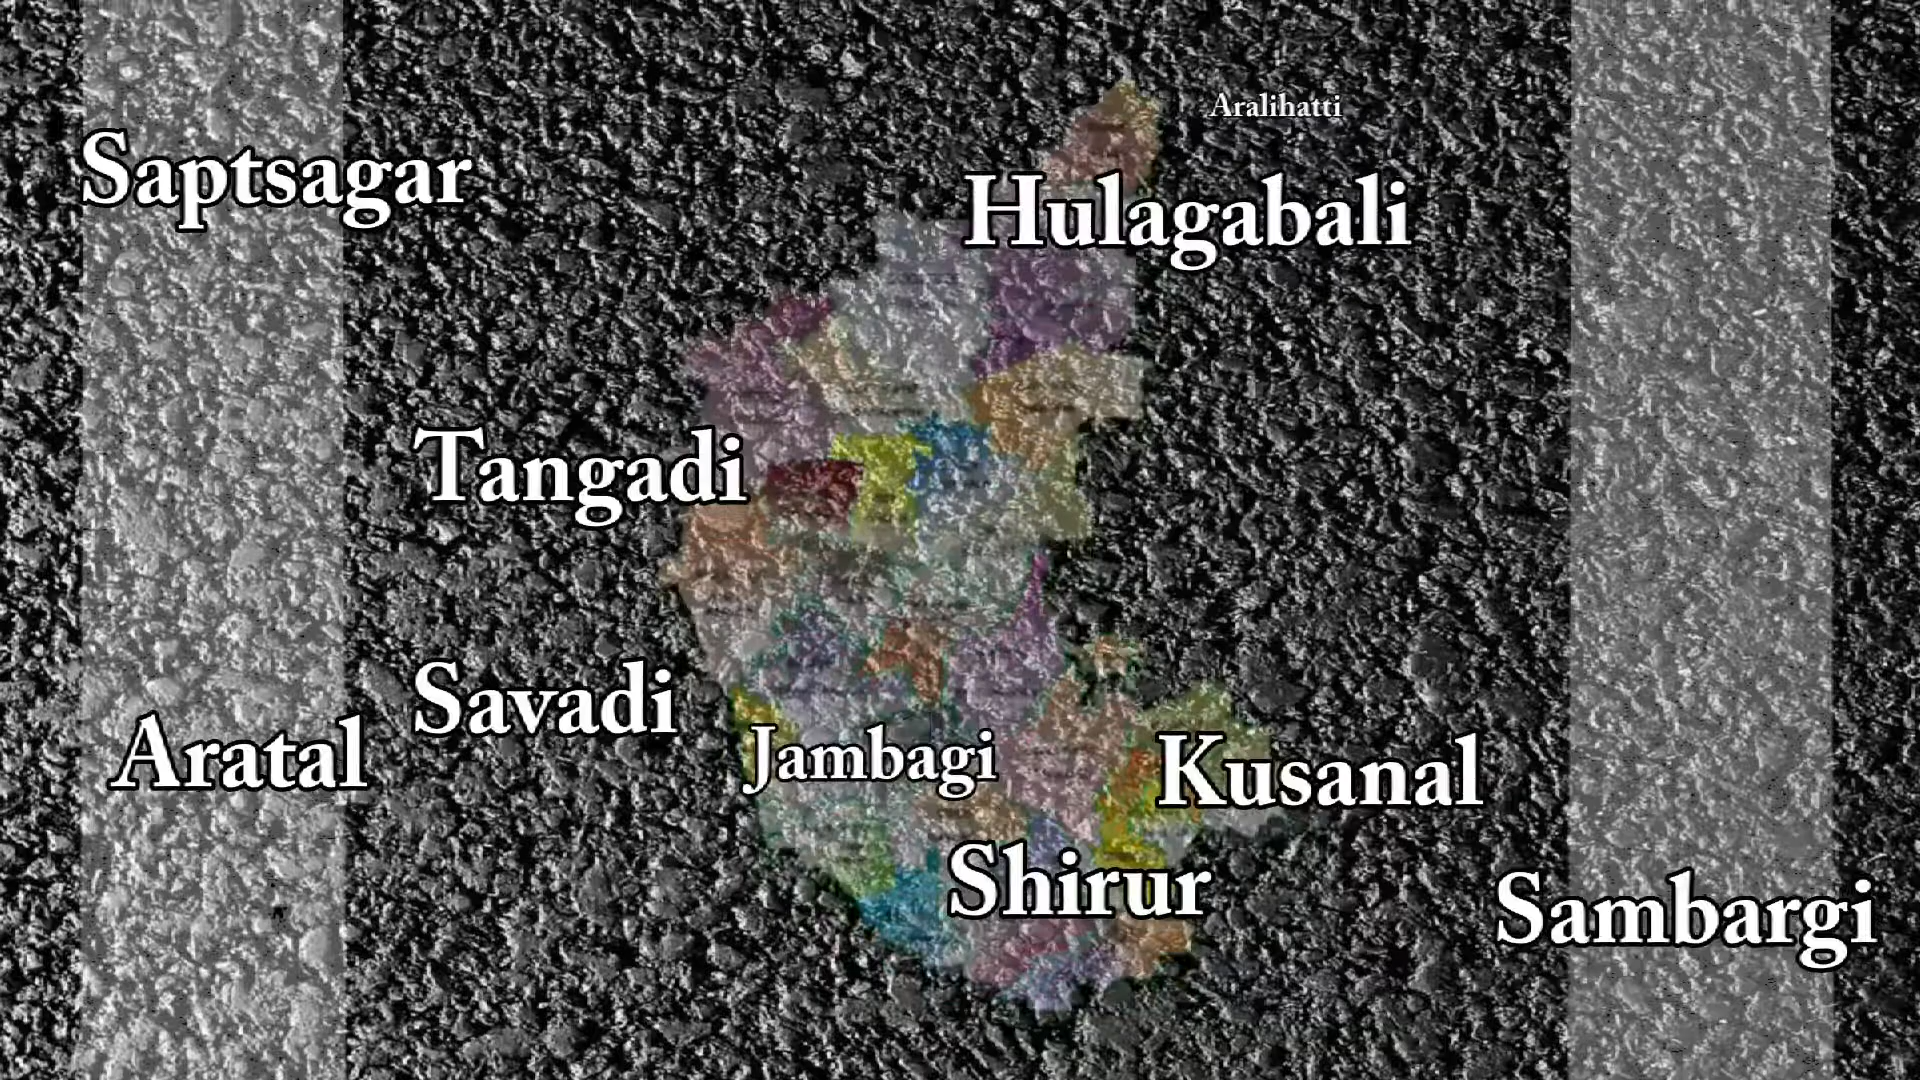 Aralihatti
Saptsagar
Hulagabali
Tangadi
Savadi
Aratal
Jambagi
Kusanal
Shirur
Sambargi